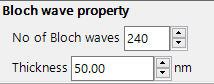 Bloch wave property
No of Bloch waves 240
Thickness 50.00 nm